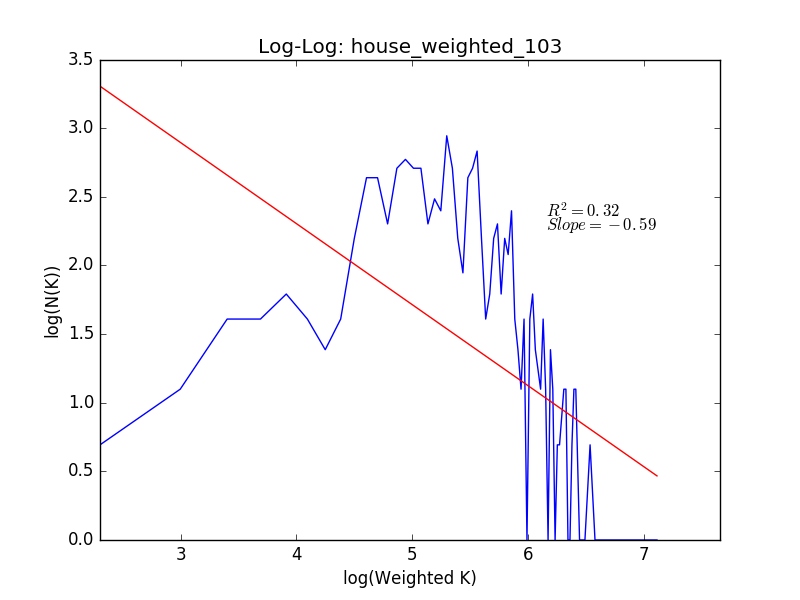 Log-Log: house_weighted_103
3.5
3.0
2.5
2.0
1.5
1.0
0.5
0.0
log(N(K))
R² = 0.32
Slope = −0.59
3 4 5 6 7
log(Weighted K)